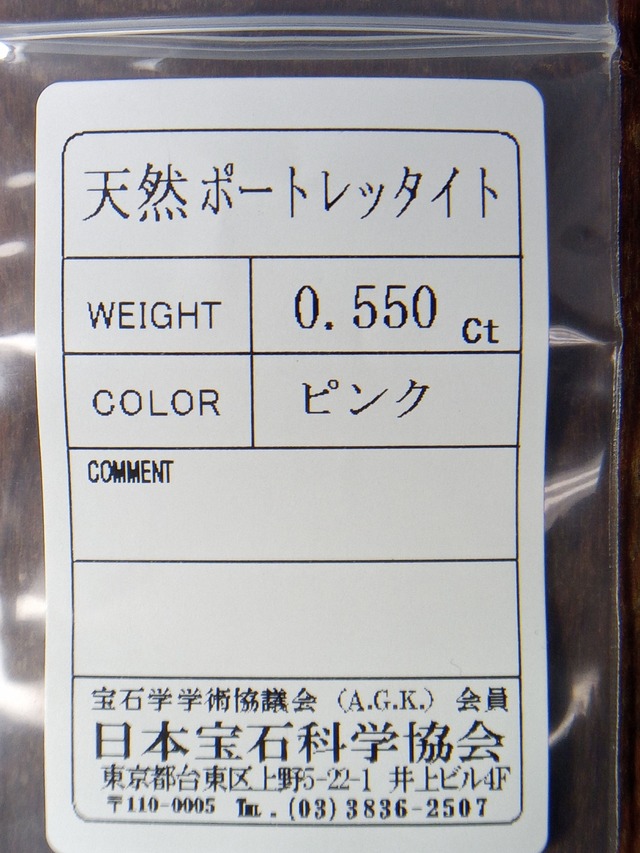 天然ポートレッタイト
WEIGHT 0.550 Ct
COLOR ピンク
COMMENT
宝石学学術協議会 (A.G.K.) 会員
日本宝石科学協会
東京都台東区上野5-22-1 井上ビル4F
〒110-0005 TEL.(03)3836-2507